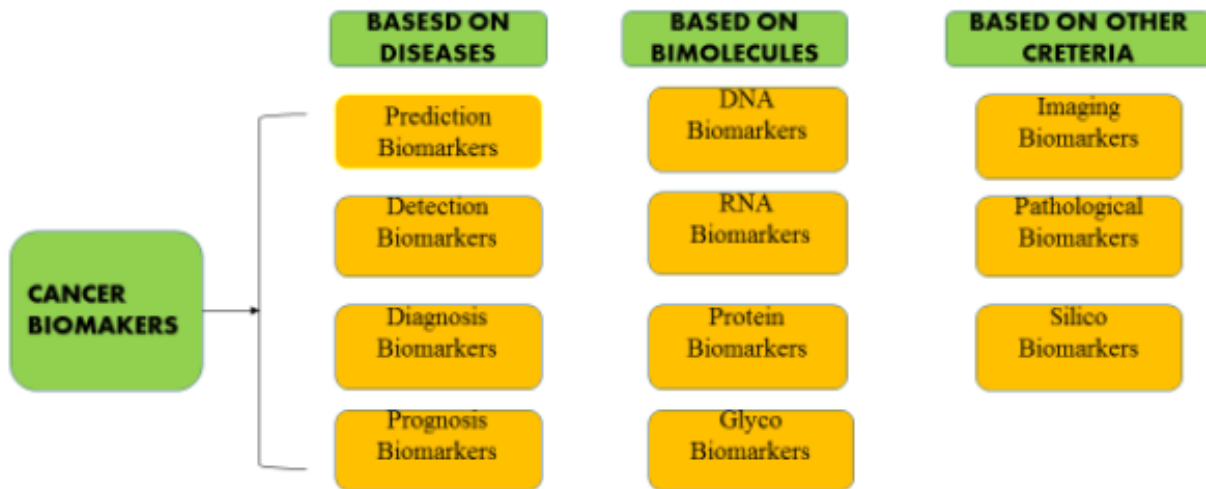 BASESD ON
DISEASES
BASED ON
BIMOLECULES
BASED ON OTHER
CRETERIA
Prediction
Biomarkers
DNA
Biomarkers
Imaging
Biomarkers
Detection
Biomarkers
RNA
Biomarkers
Pathological
Biomarkers
CANCER
BIOMAKERS
Diagnosis
Biomarkers
Protein
Biomarkers
Silico
Biomarkers
Prognosis
Biomarkers
Glyco
Biomarkers